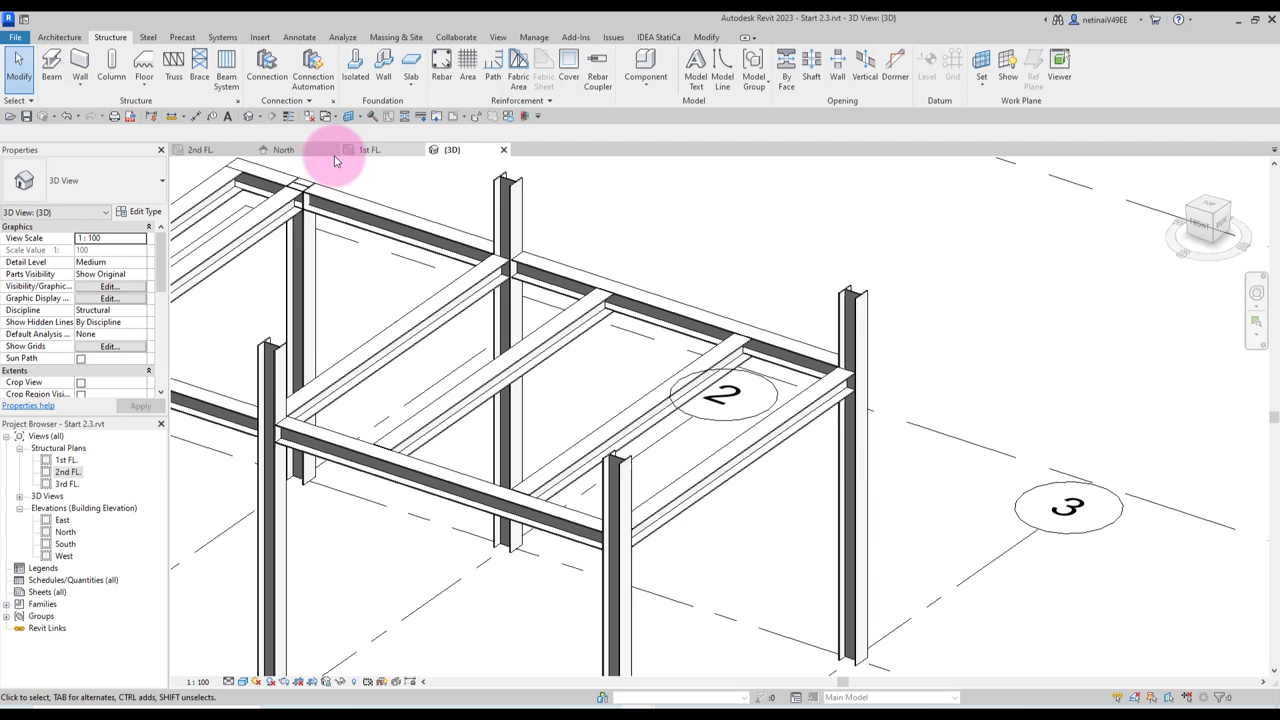 Autodesk Revit 2023 - Start 2.3.rvt - 3D View: {3D}
netinaiV49EE
File Architecture Structure Steel Precast Systems Insert Annotate Analyze Massing & Site Collaborate View Manage Add-Ins Issues IDEA StatiCa Modify
Modify Beam Wall Column Floor Truss Brace Beam System Connection Connection Automation Isolated Wall Slab Rebar Area Path Fabric Area Fabric Sheet Cover Rebar Coupler Component Model Text Model Line Model Group By Face Shaft Wall Vertical Dormer Level Grid Set Show Ref Plane Viewer
Select Structure Connection Foundation Reinforcement Model Opening Datum Work Plane
Properties
2nd FL. North 1st FL. {3D}
3D View
3D View: {3D} Edit Type
Graphics
View Scale 1 : 100
Scale Value 1: 100
Detail Level Medium
Parts Visibility Show Original
Visibility/Graphic... Edit...
Graphic Display ... Edit...
Discipline Structural
Show Hidden Lines By Discipline
Default Analysis ... None
Show Grids Edit...
Sun Path
Extents
Crop View
Crop Region Visi...
Properties help Apply
Project Browser - Start 2.3.rvt
Views (all)
Structural Plans
1st FL.
2nd FL.
3rd FL.
3D Views
Elevations (Building Elevation)
East
North
South
West
Legends
Schedules/Quantities (all)
Sheets (all)
Families
Groups
Revit Links
2
3
TOP
FRONT
1 : 100
Click to select, TAB for alternates, CTRL adds, SHIFT unselects.
:0
Main Model
:0